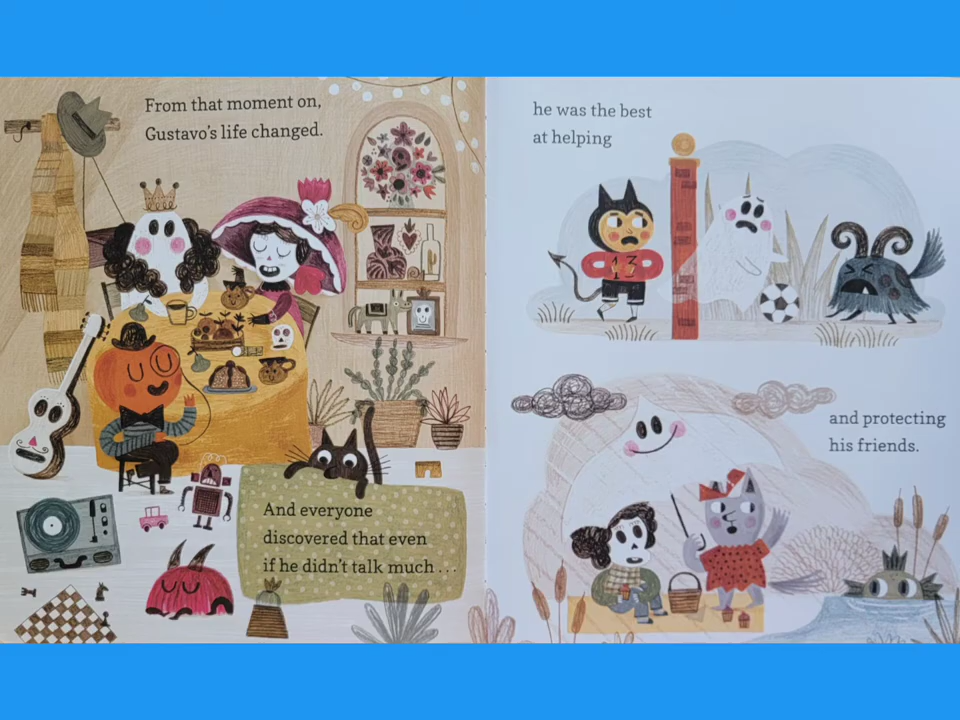 From that moment on,
Gustavo's life changed.
And everyone
discovered that even
if he didn't talk much . . .
he was the best
at helping
13
and protecting
his friends.